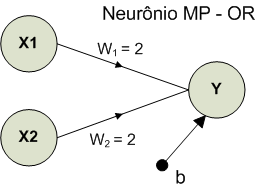 Neurônio MP - OR
X1
W₁ = 2
Y
X2
W₂ = 2
b